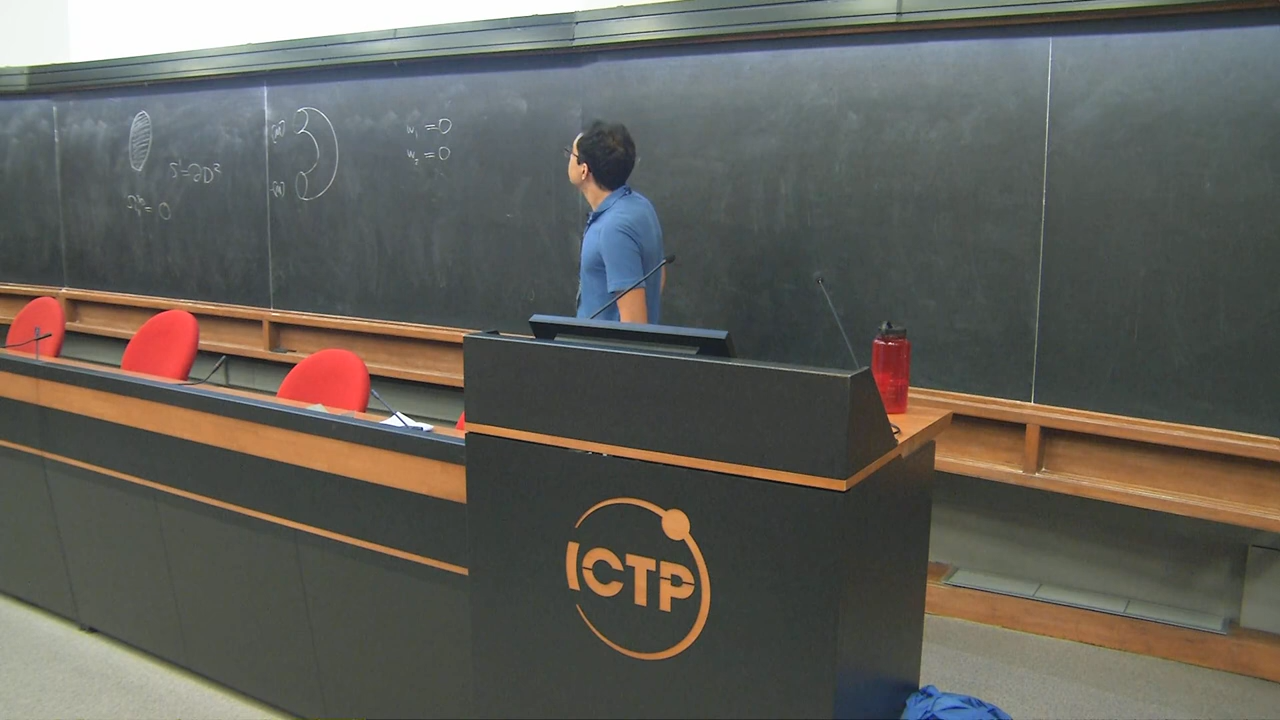 S¹=∂D²
[M]
[M]
w₁ =0
w₂ =0
ICTP